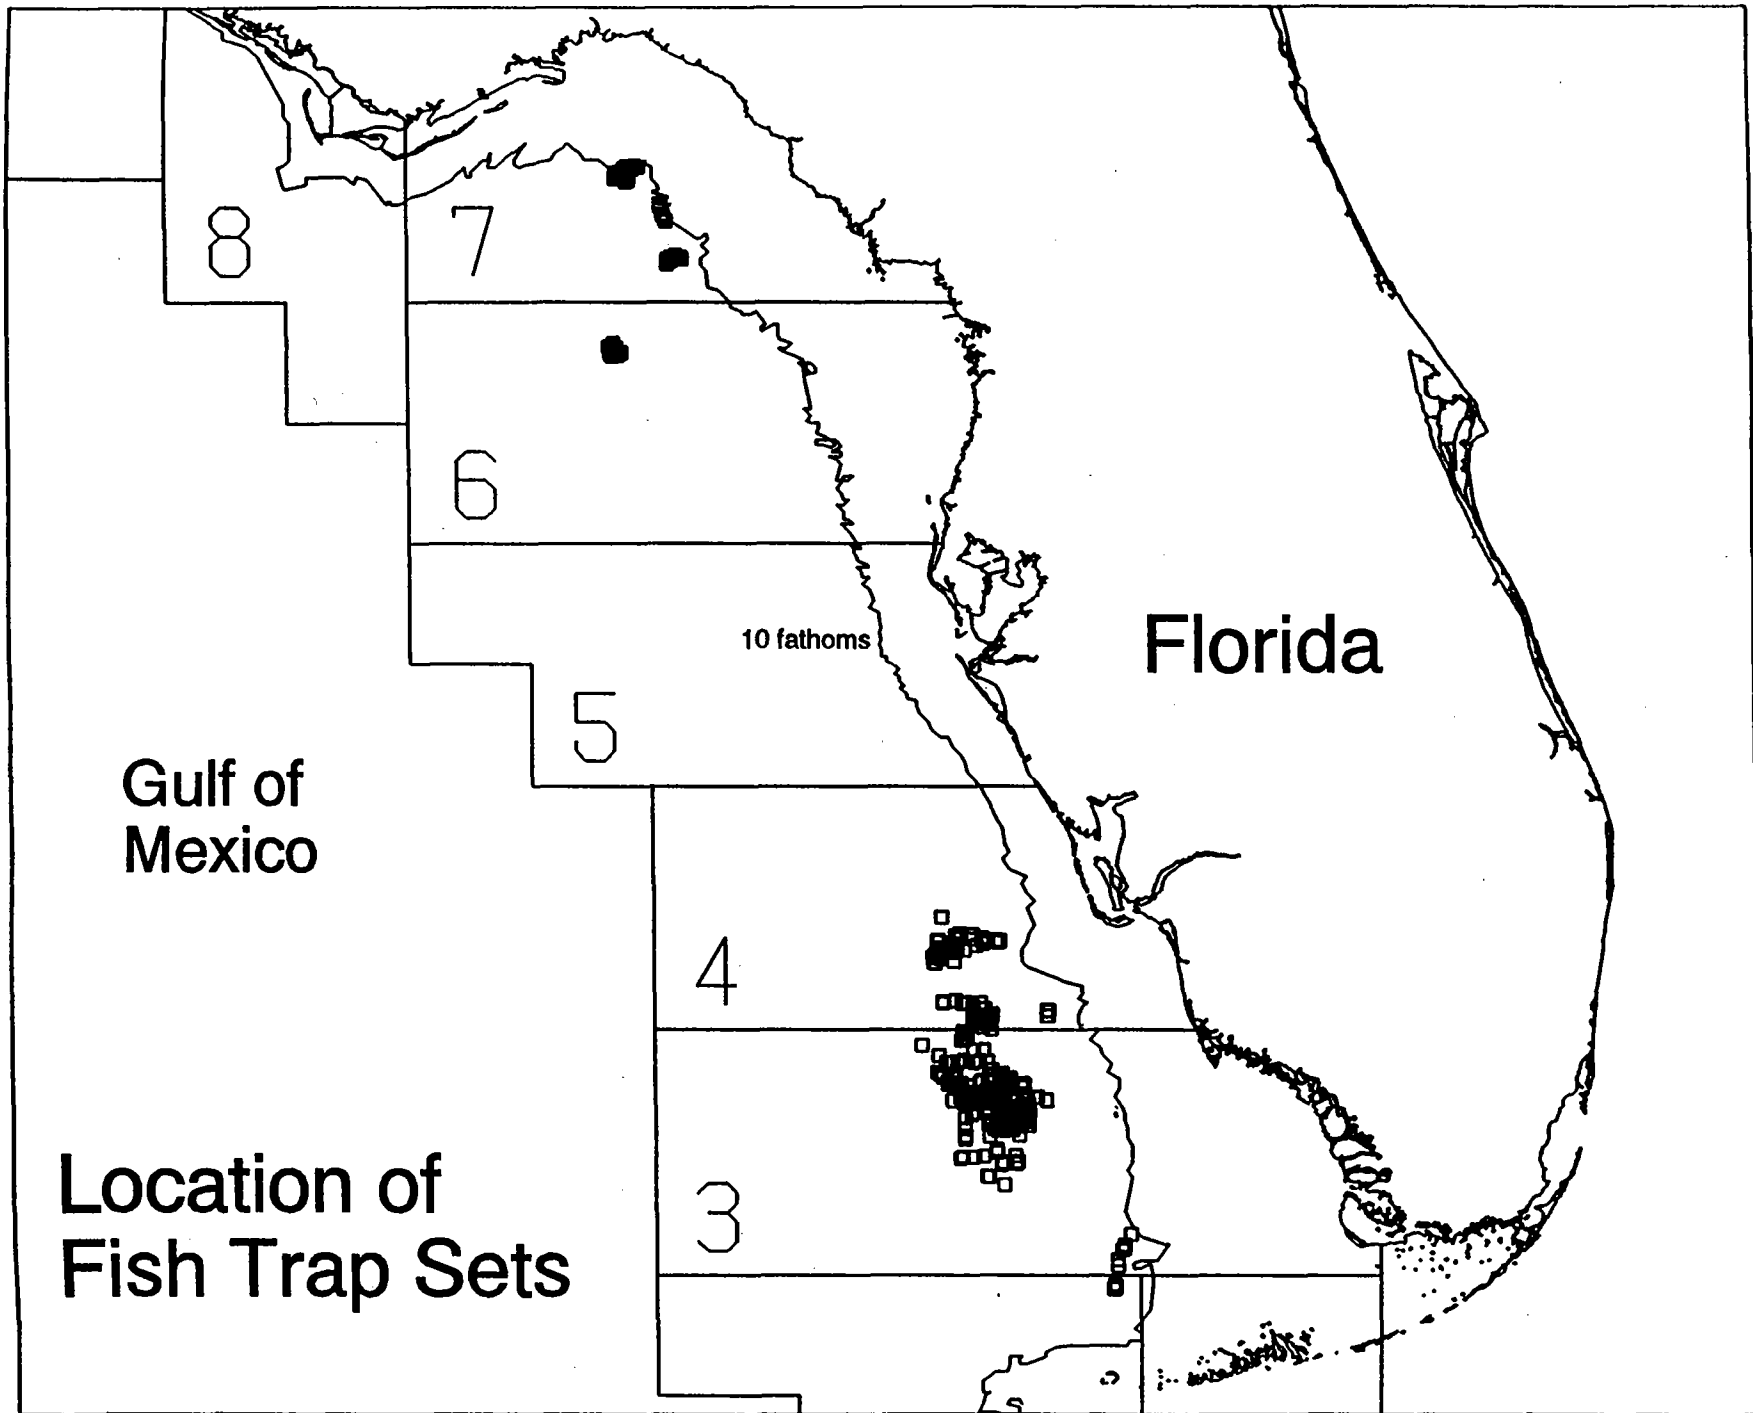 8
7
6
10 fathoms
Florida
5
Gulf of
Mexico
4
Location of
Fish Trap Sets
3